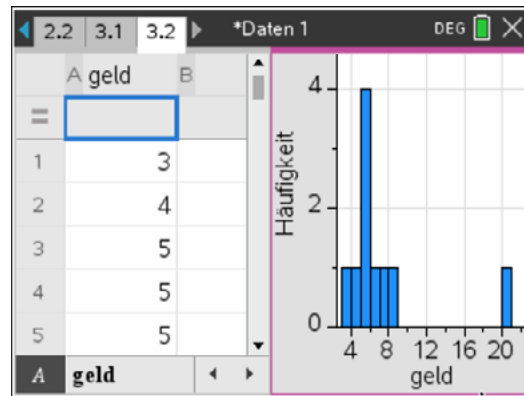 2.2 3.1 3.2 *Daten 1 DEG
A geld B
=
1 3
2 4
3 5
4 5
5 5
A geld
Häufigkeit
4
2
0
4 8 12 16 20
geld